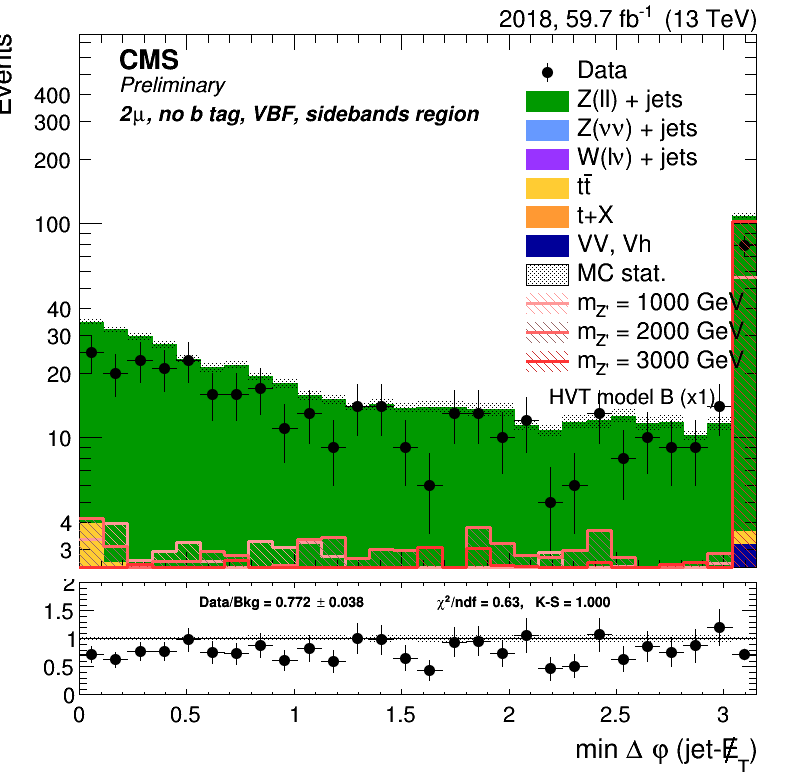 2018, 59.7 fb⁻¹ (13 TeV)
Events
CMS
Preliminary
2μ, no b tag, VBF, sidebands region
Data
Z(ll) + jets
Z(νν) + jets
W(lν) + jets
tt̄
t+X
VV, Vh
MC stat.
m_Z' = 1000 GeV
m_Z' = 2000 GeV
m_Z' = 3000 GeV
HVT model B (x1)
400
300
200
100
40
30
20
10
4
3
Data/Bkg = 0.772 ± 0.038 χ²/ndf = 0.63, K-S = 1.000
2
1.5
1
0.5
0
0 0.5 1 1.5 2 2.5 3
min Δ φ (jet-E̸_T)